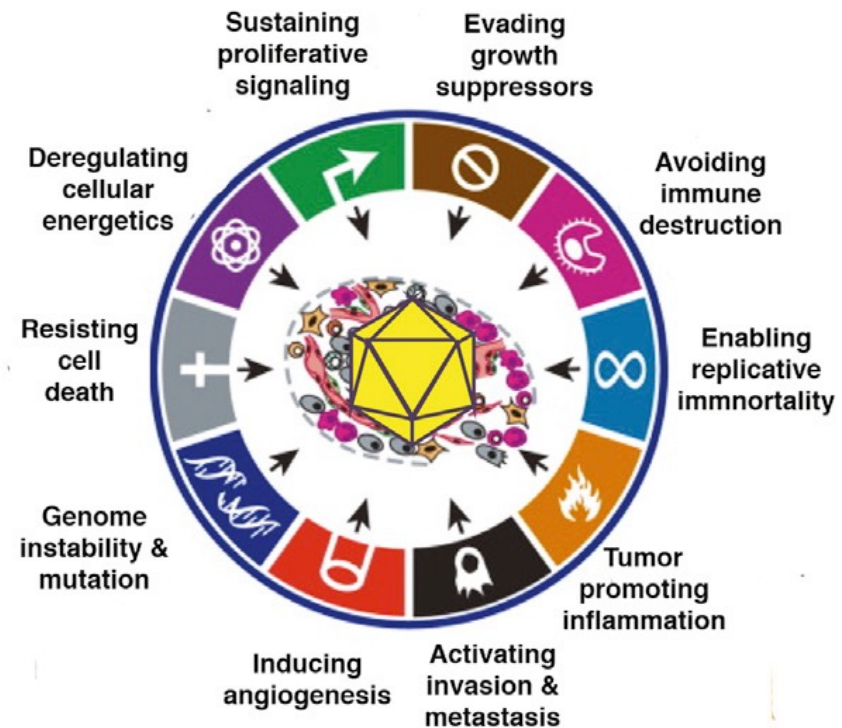 Sustaining
proliferative
signaling
Evading
growth
suppressors
Deregulating
cellular
energetics
Avoiding
immune
destruction
Resisting
cell
death
Enabling
replicative
immnortality
Genome
instability &
mutation
Tumor
promoting
inflammation
Inducing
angiogenesis
Activating
invasion &
metastasis